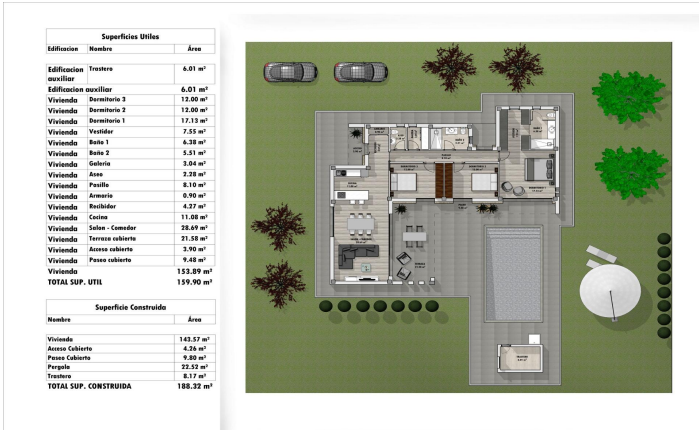 Superficies Utiles
Edificacion Nombre Área
Edificacion auxiliar Trastero 6.01 m²
Edificacion auxiliar 6.01 m²
Vivienda Dormitorio 3 12.00 m²
Vivienda Dormitorio 2 12.00 m²
Vivienda Dormitorio 1 17.13 m²
Vivienda Vestidor 7.55 m²
Vivienda Baño 1 6.38 m²
Vivienda Baño 2 5.51 m²
Vivienda Galeria 3.04 m²
Vivienda Aseo 2.28 m²
Vivienda Pasillo 8.10 m²
Vivienda Armario 0.90 m²
Vivienda Recibidor 4.27 m²
Vivienda Cocina 11.08 m²
Vivienda Salon - Comedor 28.69 m²
Vivienda Terraza cubierta 21.58 m²
Vivienda Acceso cubierto 3.90 m²
Vivienda Paseo cubierto 9.48 m²
Vivienda 153.89 m²
TOTAL SUP. UTIL 159.90 m²
Superficie Construida
Nombre Área
Vivienda 143.57 m²
Acceso Cubierto 4.26 m²
Paseo Cubierto 9.80 m²
Pergola 22.52 m²
Trastero 8.17 m²
TOTAL SUP. CONSTRUIDA 188.32 m²